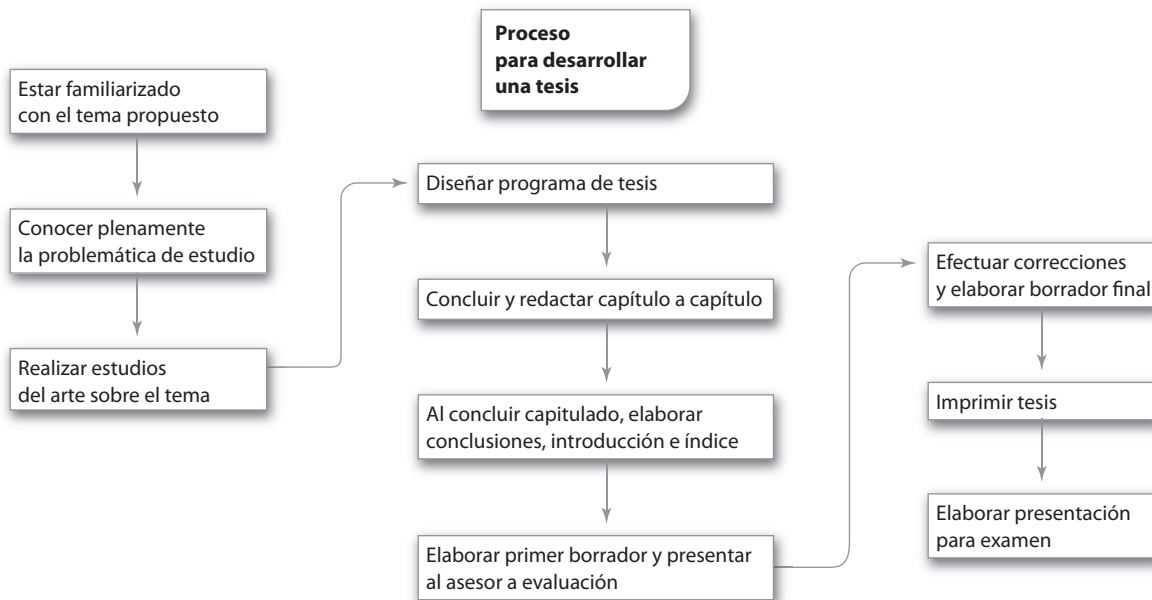 Proceso
para desarrollar
una tesis
Estar familiarizado
con el tema propuesto
Conocer plenamente
la problemática de estudio
Realizar estudios
del arte sobre el tema
Diseñar programa de tesis
Concluir y redactar capítulo a capítulo
Al concluir capitulado, elaborar
conclusiones, introducción e índice
Elaborar primer borrador y presentar
al asesor a evaluación
Efectuar correcciones
y elaborar borrador final
Imprimir tesis
Elaborar presentación
para examen